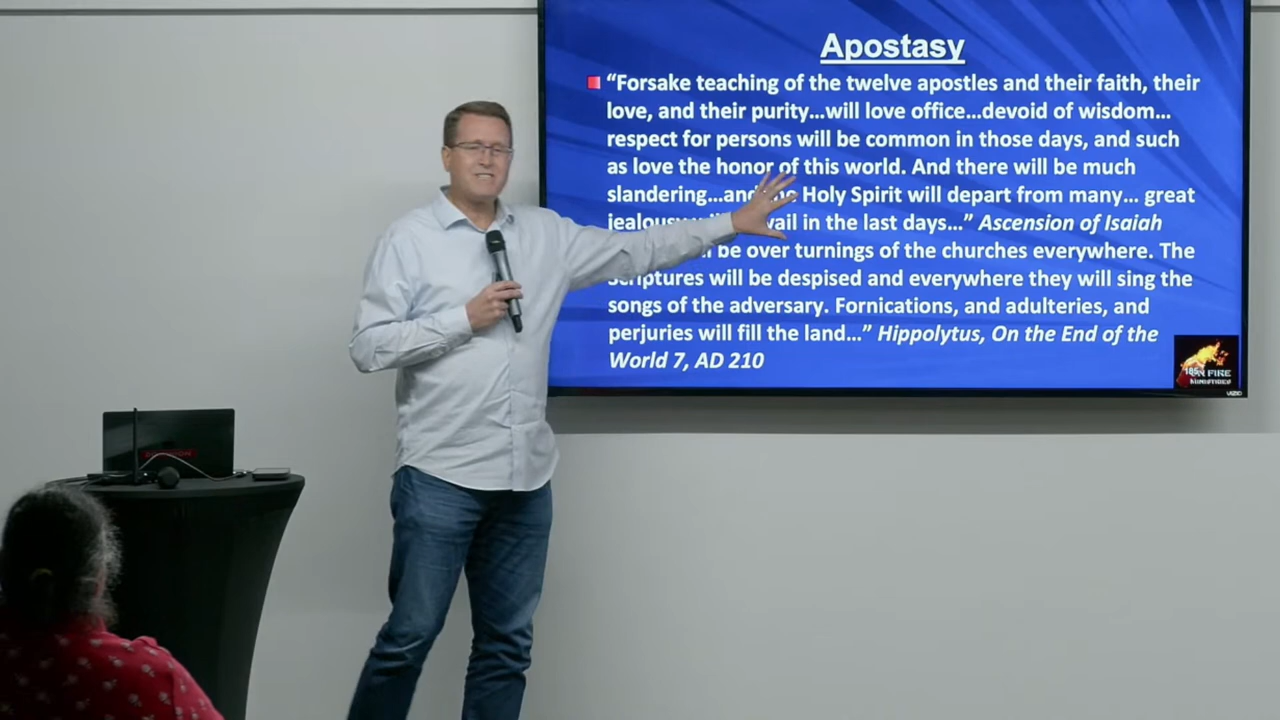 Apostasy
“Forsake teaching of the twelve apostles and their faith, their
love, and their purity…will love office…devoid of wisdom…
respect for persons will be common in those days, and such
as love the honor of this world. And there will be much
slandering…and Holy Spirit will depart from many… great
in the last days…” Ascension of Isaiah
be over turnings of the churches everywhere. The
scriptures will be despised and everywhere they will sing the
songs of the adversary. Fornications, and adulteries, and
perjuries will fill the land…” Hippolytus, On the End of the
World 7, AD 210
N FIRE
MINISTRIES
VIZIO